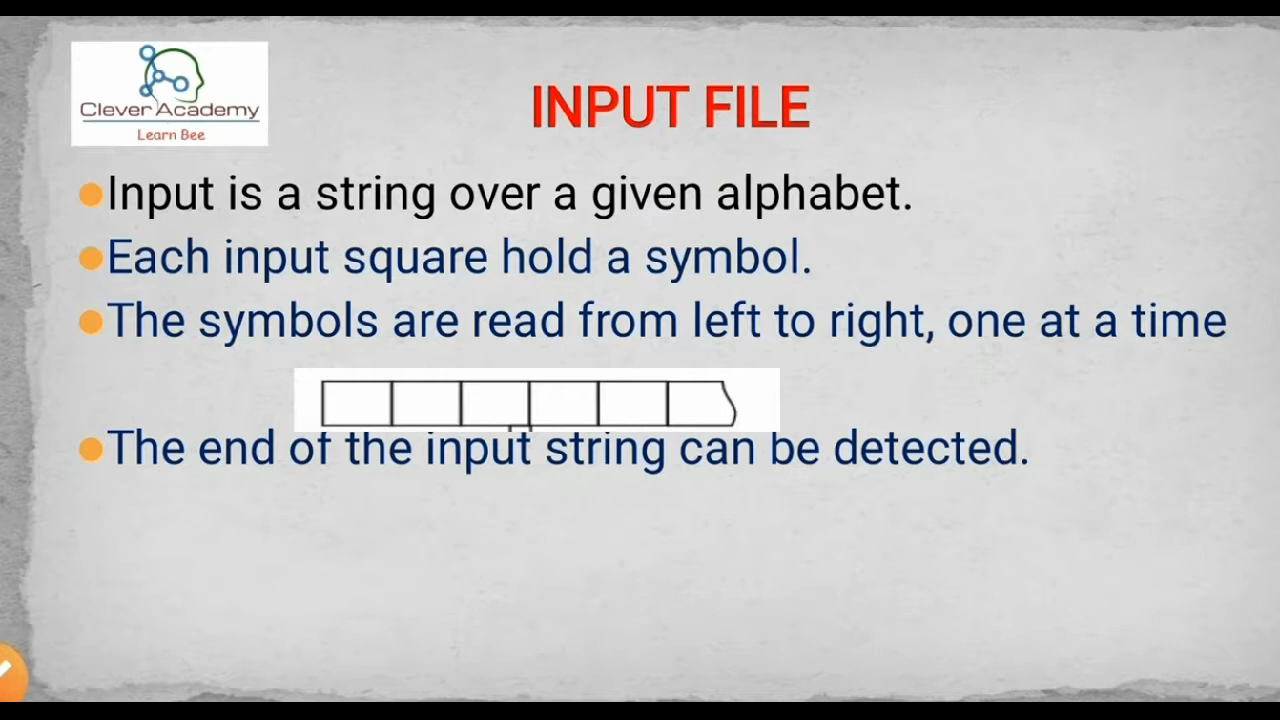 Clever Academy
Learn Bee
INPUT FILE
Input is a string over a given alphabet.
Each input square hold a symbol.
The symbols are read from left to right, one at a time
The end of the input string can be detected.